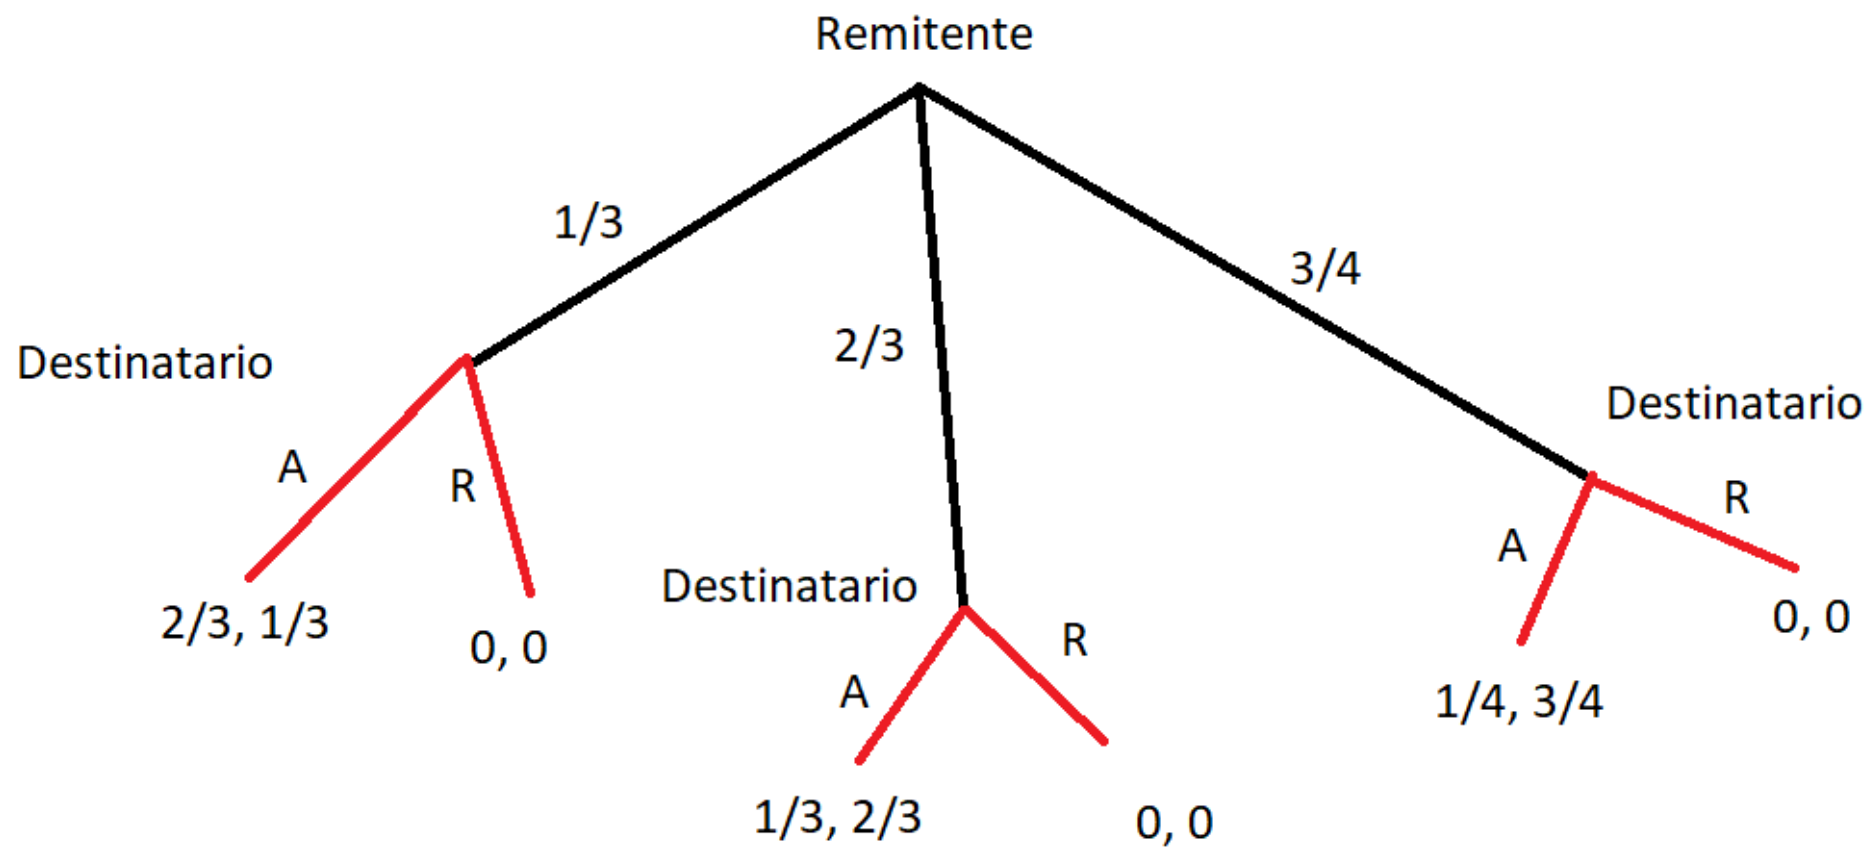 Remitente
1/3
3/4
2/3
Destinatario
Destinatario
A
R
R
A
Destinatario
2/3, 1/3
0, 0
R
0, 0
A
1/4, 3/4
1/3, 2/3
0, 0